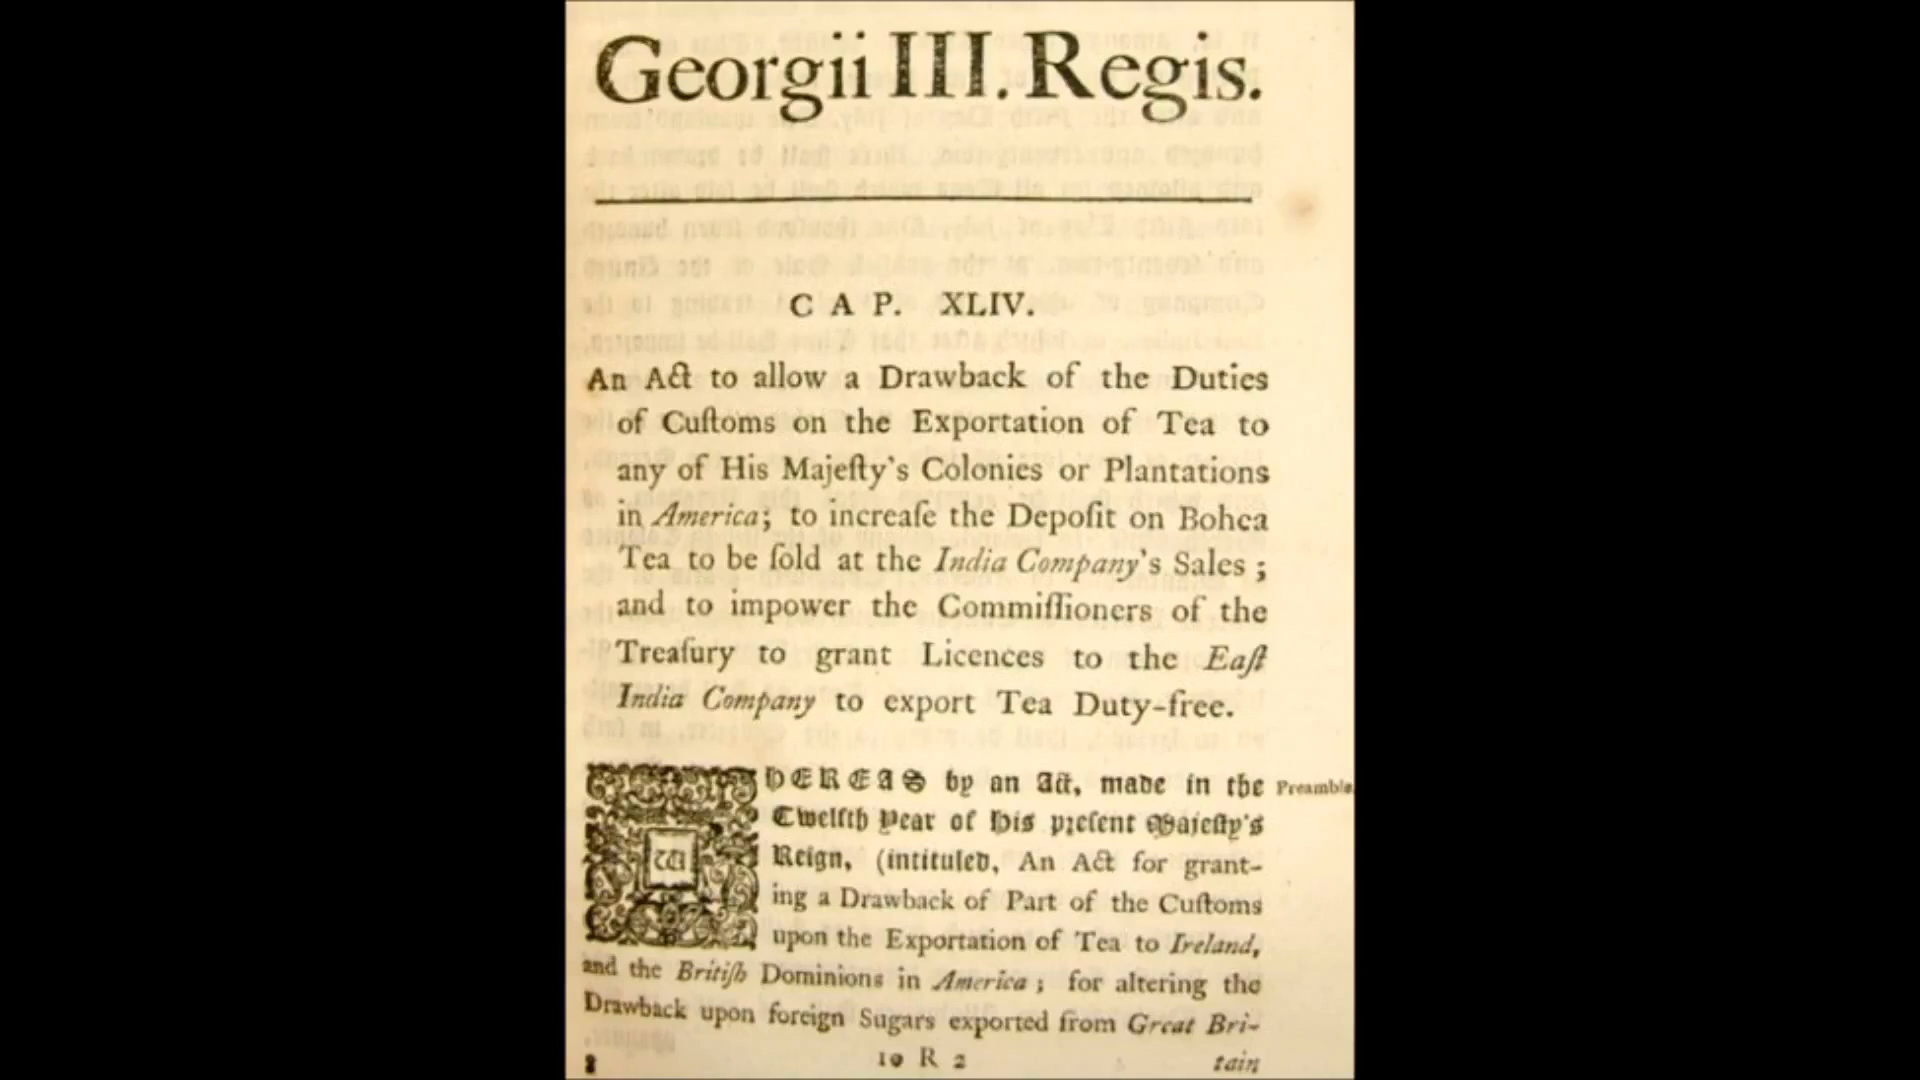 Georgii III. Regis.
CAP. XLIV.
An Act to allow a Drawback of the Duties
of Cuſtoms on the Exportation of Tea to
any of His Majeſty's Colonies or Plantations
in America; to increaſe the Depoſit on Bohea
Tea to be ſold at the India Company's Sales;
and to impower the Commiſſioners of the
Treaſury to grant Licences to the Eaſt
India Company to export Tea Duty-free.
WHEREAS by an Act, made in the
Preamble.
Twelfth Year of His preſent Majeſty's
Reign, (intituled, An Act for grant-
ing a Drawback of Part of the Cuſtoms
upon the Exportation of Tea to Ireland,
and the Britiſh Dominions in America; for altering the
Drawback upon foreign Sugars exported from Great Bri-
10 R 2
tain